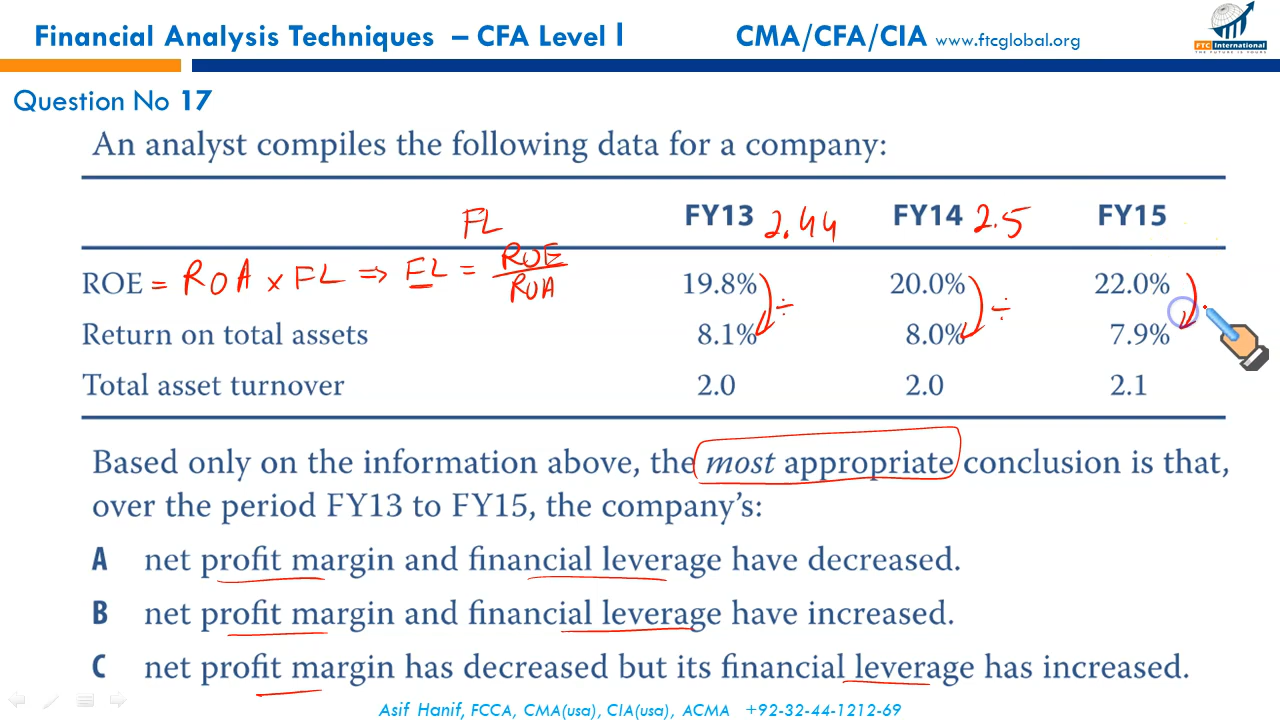 Financial Analysis Techniques – CFA Level I CMA/CFA/CIA www.ftcglobal.org
FTC International
THE FUTURE IS YOURS
Question No 17
An analyst compiles the following data for a company:
FL
FY13 2.44 FY14 2.5 FY15
ROE = ROA × FL ⇒ FL = ROE/ROA 19.8% ÷ 20.0% ÷ 22.0%
Return on total assets 8.1% 8.0% 7.9%
Total asset turnover 2.0 2.0 2.1
Based only on the information above, the most appropriate conclusion is that,
over the period FY13 to FY15, the company's:
A net profit margin and financial leverage have decreased.
B net profit margin and financial leverage have increased.
C net profit margin has decreased but its financial leverage has increased.
Asif Hanif, FCCA, CMA(usa), CIA(usa), ACMA +92-32-44-1212-69